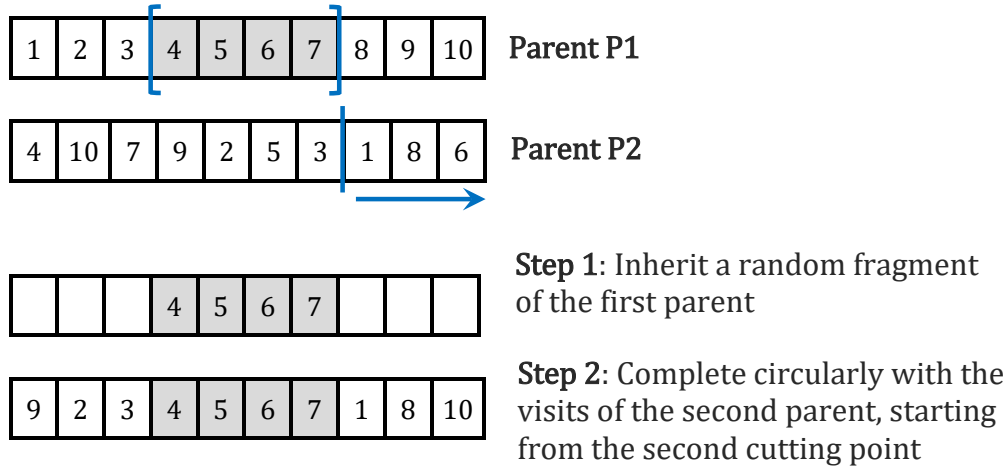 1 2 3 4 5 6 7 8 9 10 Parent P1
4 10 7 9 2 5 3 1 8 6 Parent P2
4 5 6 7
Step 1: Inherit a random fragment
of the first parent
9 2 3 4 5 6 7 1 8 10
Step 2: Complete circularly with the
visits of the second parent, starting
from the second cutting point